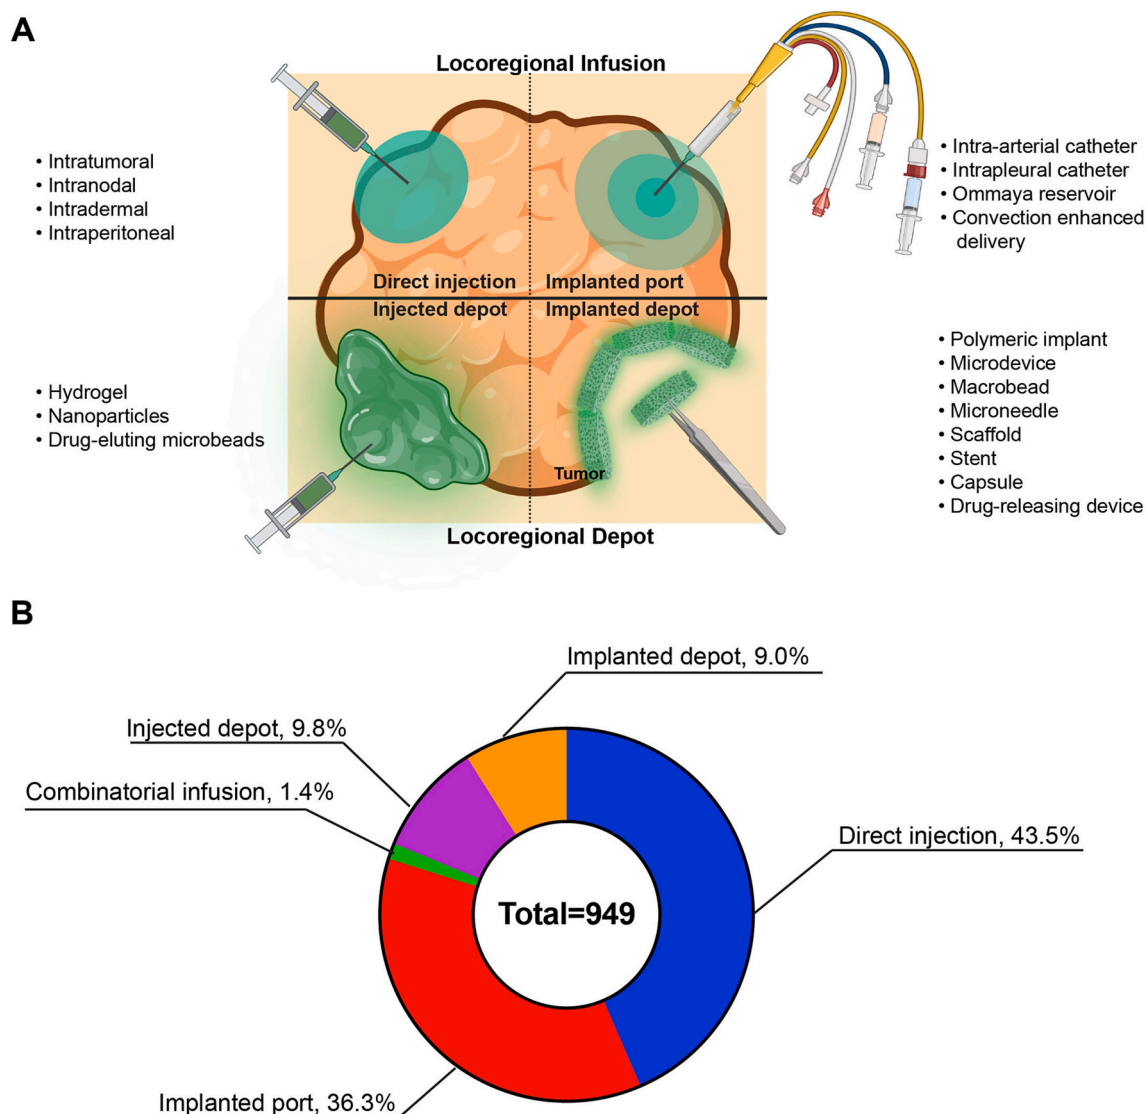 A
Locoregional Infusion
• Intratumoral
• Intranodal
• Intradermal
• Intraperitoneal
• Intra-arterial catheter
• Intrapleural catheter
• Ommaya reservoir
• Convection enhanced
delivery
Direct injection
Implanted port
Injected depot
Implanted depot
• Hydrogel
• Nanoparticles
• Drug-eluting microbeads
• Polymeric implant
• Microdevice
• Macrobead
• Microneedle
• Scaffold
• Stent
• Capsule
• Drug-releasing device
Tumor
Locoregional Depot
B
Implanted depot, 9.0%
Injected depot, 9.8%
Combinatorial infusion, 1.4%
Direct injection, 43.5%
Total=949
Implanted port, 36.3%